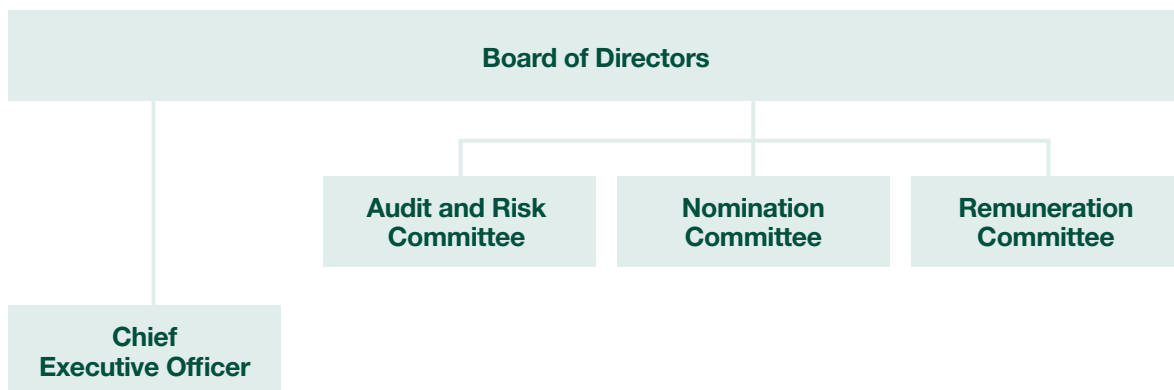 Board of Directors
Audit and Risk
Committee
Nomination
Committee
Remuneration
Committee
Chief
Executive Officer